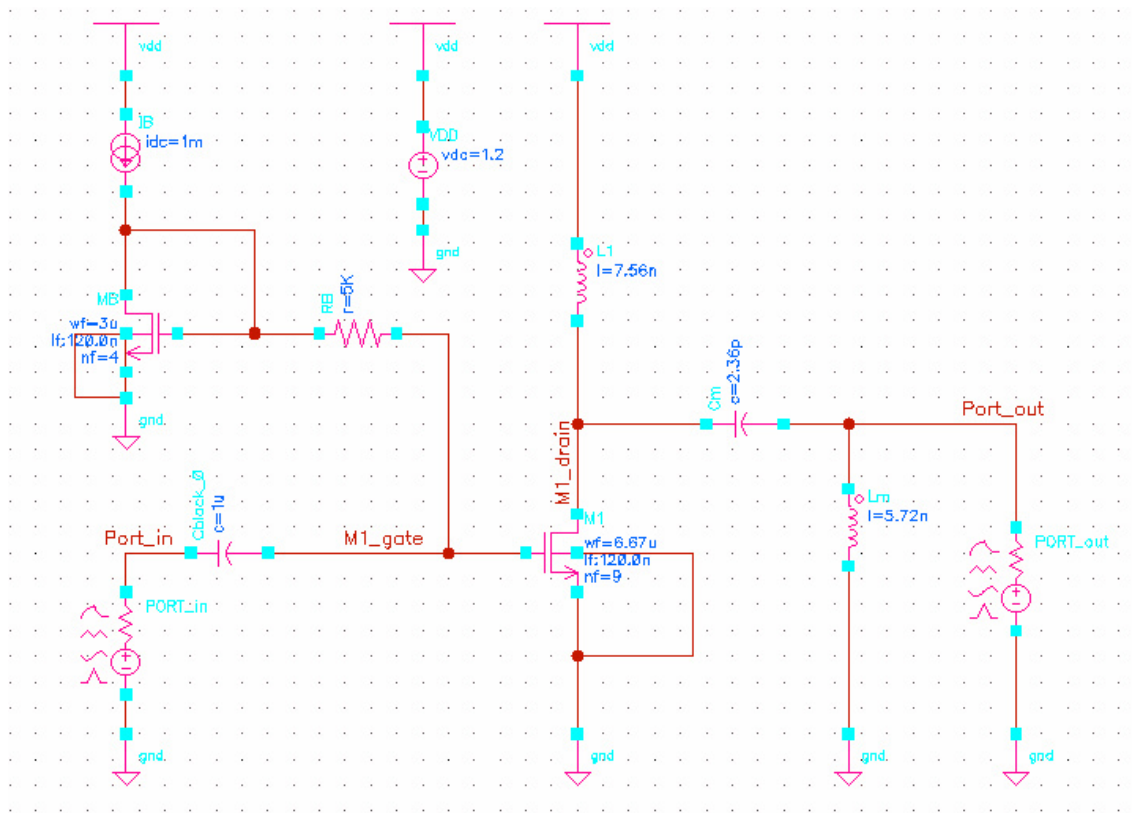 vdd
vdd
vdd
IB
idc=1m
VDD
vdc=1.2
gnd
L1
l=7.56n
MB
wf=3u
lf:120.0n
nf=4
gnd
RB
r=5K
Cm
c=2.36p
Port_out
M1_drain
Cblock_0
c=1u
Port_in
M1_gate
M1
wf=6.67u
lf:120.0n
nf=9
Lm
l=5.72n
PORT_out
PORT_in
gnd
gnd
gnd
gnd